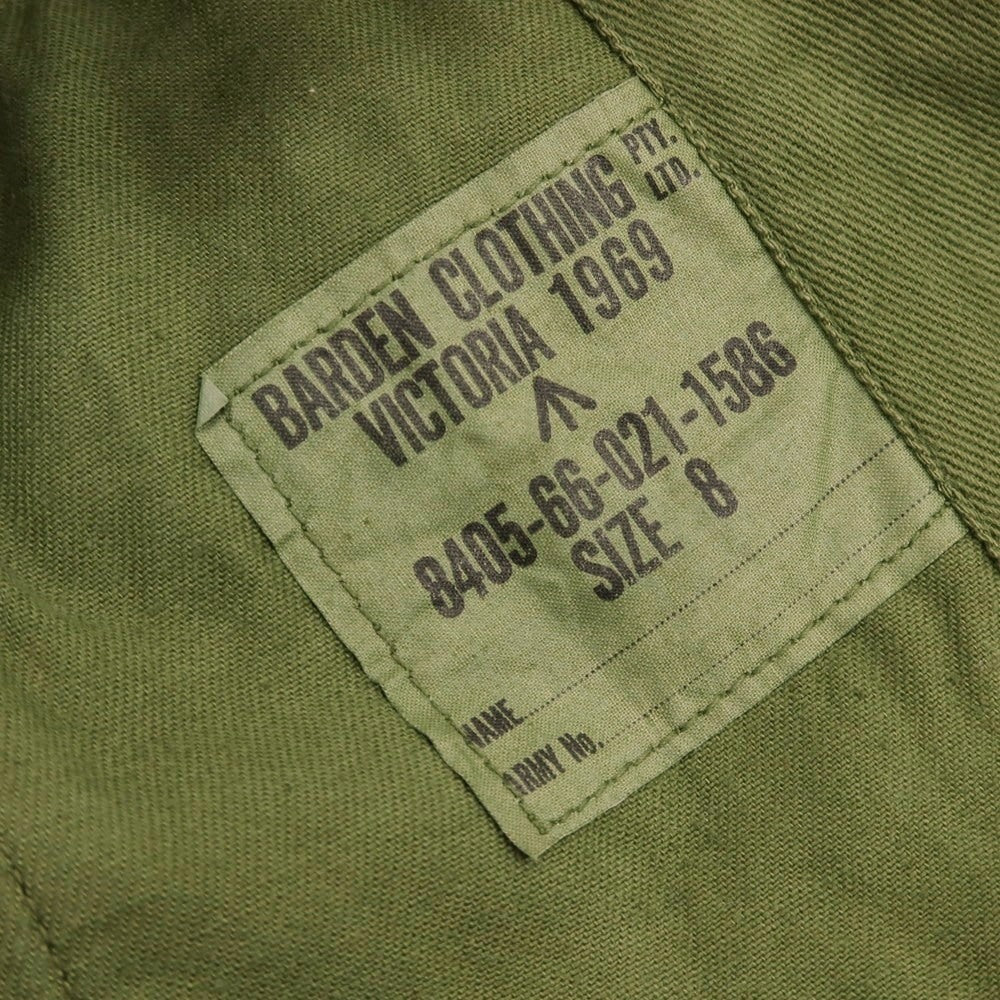 BARDEN CLOTHING PTY. LTD.
VICTORIA 1969
8405-66-021-1586
SIZE 8
NAME
ARMY No.